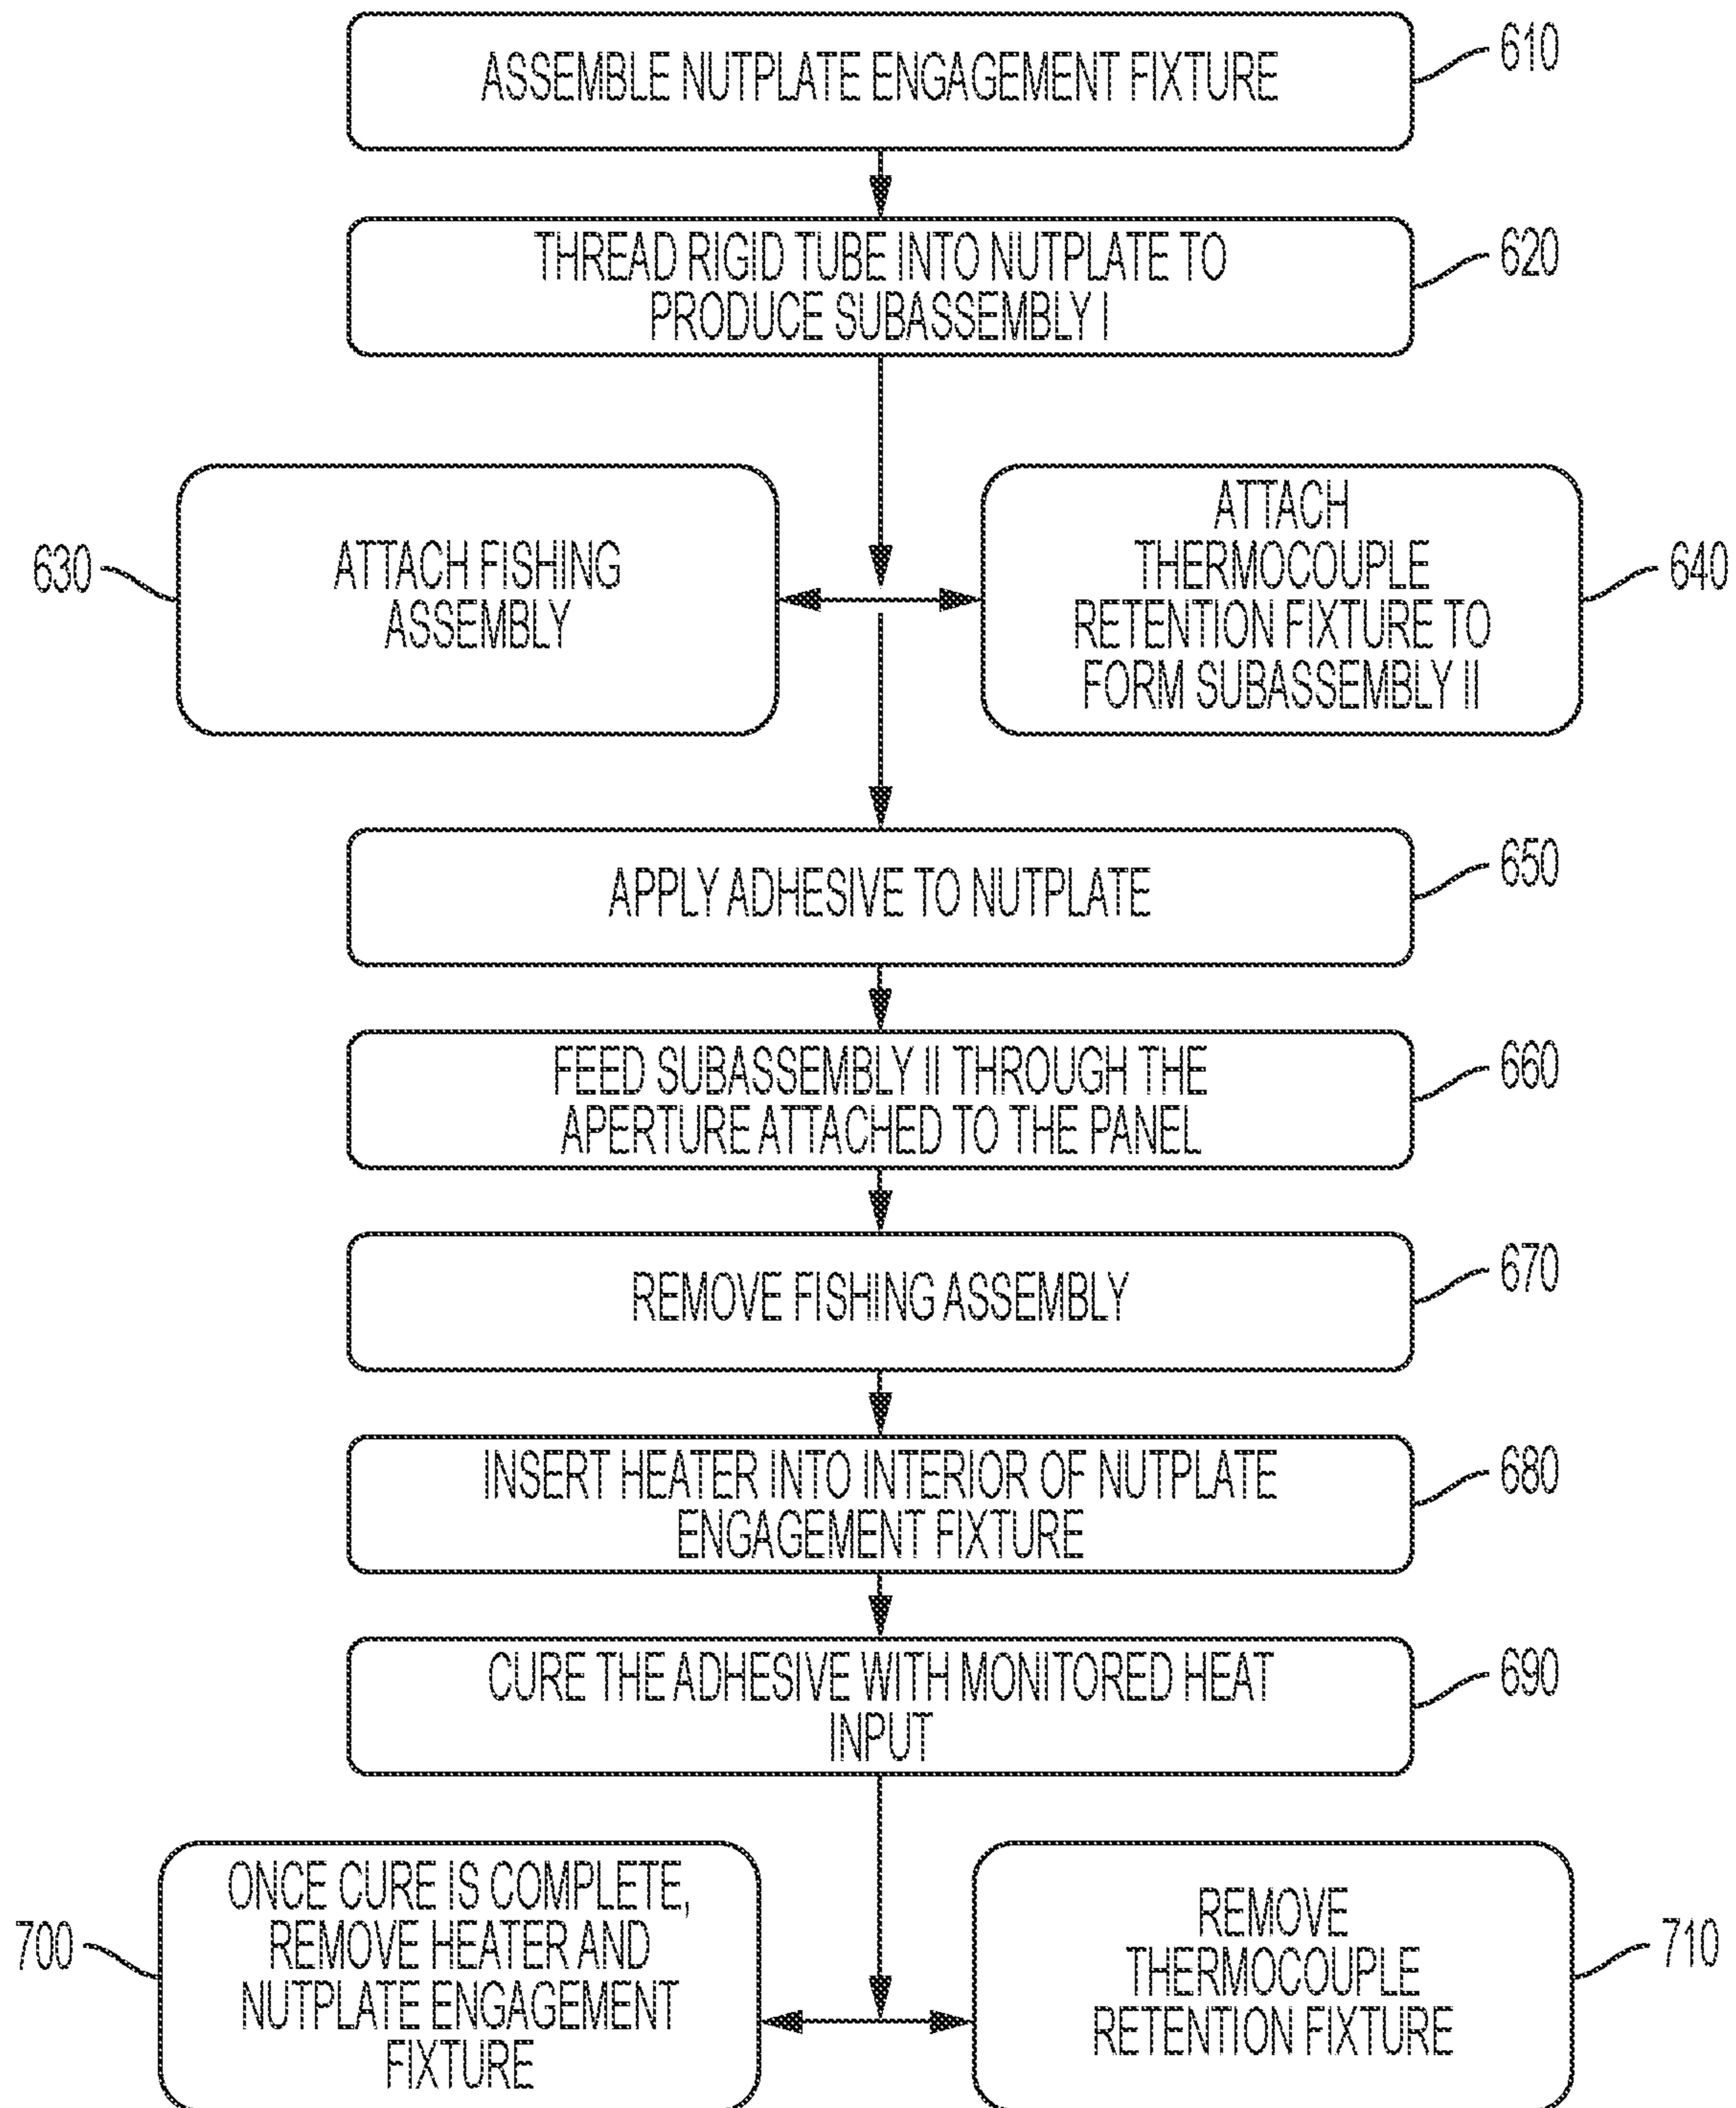 ASSEMBLE NUTPLATE ENGAGEMENT FIXTURE
610
THREAD RIGID TUBE INTO NUTPLATE TO
PRODUCE SUBASSEMBLY I
620
630
ATTACH FISHING
ASSEMBLY
ATTACH
THERMOCOUPLE
RETENTION FIXTURE TO
FORM SUBASSEMBLY II
640
APPLY ADHESIVE TO NUTPLATE
650
FEED SUBASSEMBLY II THROUGH THE
APERTURE ATTACHED TO THE PANEL
660
REMOVE FISHING ASSEMBLY
670
INSERT HEATER INTO INTERIOR OF NUTPLATE
ENGAGEMENT FIXTURE
680
CURE THE ADHESIVE WITH MONITORED HEAT
INPUT
690
700
ONCE CURE IS COMPLETE,
REMOVE HEATER AND
NUTPLATE ENGAGEMENT
FIXTURE
REMOVE
THERMOCOUPLE
RETENTION FIXTURE
710